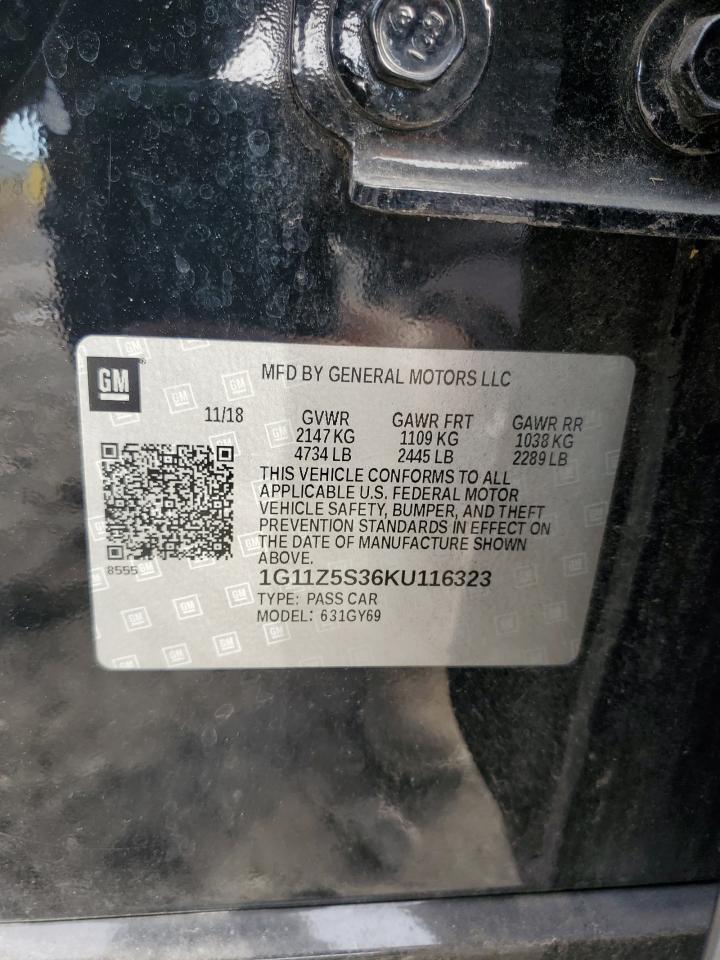 GM
MFD BY GENERAL MOTORS LLC
11/18 GVWR GAWR FRT GAWR RR
2147 KG 1109 KG 1038 KG
4734 LB 2445 LB 2289 LB
THIS VEHICLE CONFORMS TO ALL
APPLICABLE U.S. FEDERAL MOTOR
VEHICLE SAFETY, BUMPER, AND THEFT
PREVENTION STANDARDS IN EFFECT ON
THE DATE OF MANUFACTURE SHOWN
ABOVE.
8555
1G11Z5S36KU116323
TYPE: PASS CAR
MODEL: 631GY69